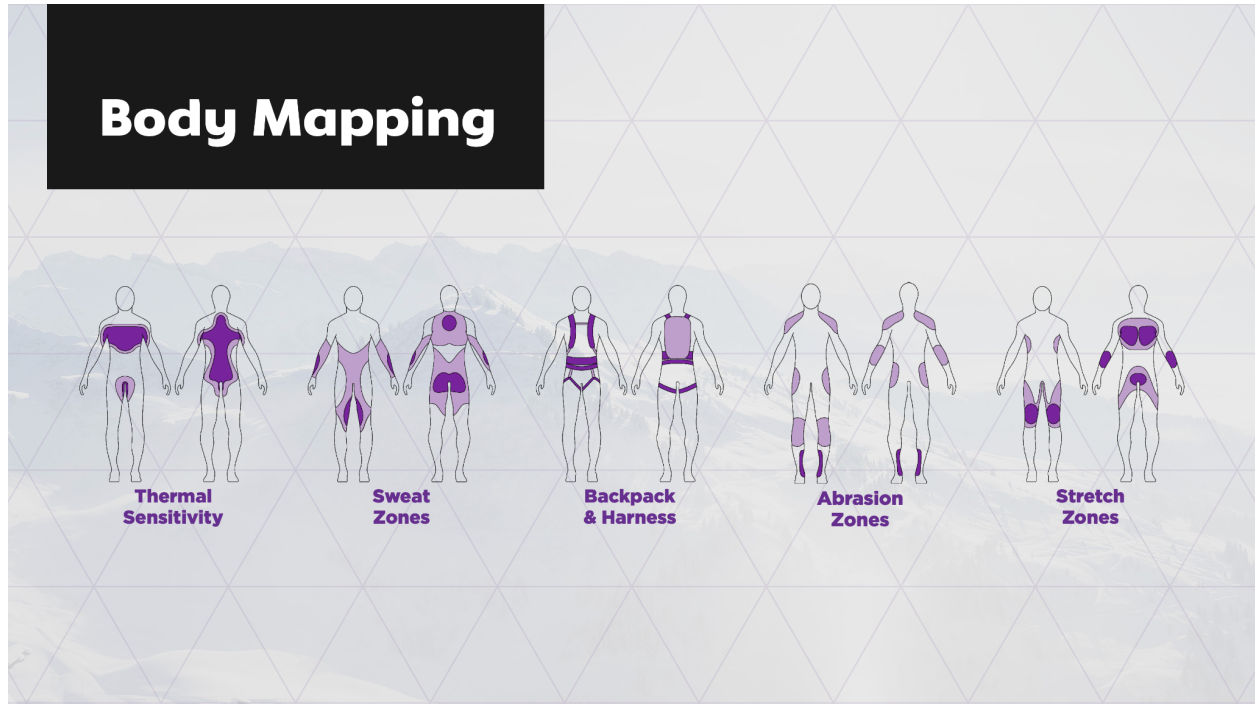 Body Mapping
Thermal
Sensitivity
Sweat
Zones
Backpack
& Harness
Abrasion
Zones
Stretch
Zones